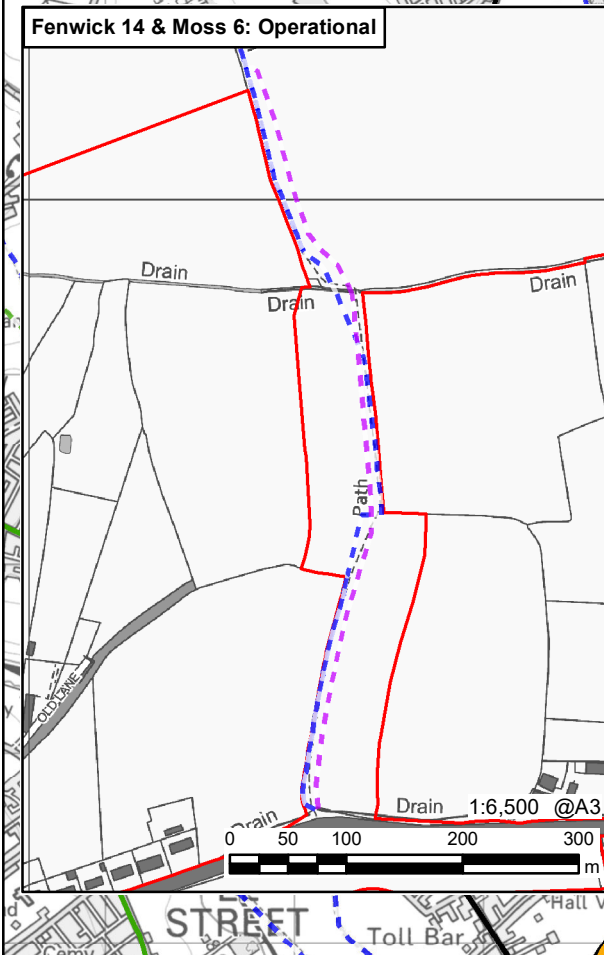 Fenwick 14 & Moss 6: Operational
Drain
Drain
Drain
Path
OLD LANE
Drain
Drain
1:6,500 @A3
0 50 100 200 300
m
STREET
Toll Bar
Hall V